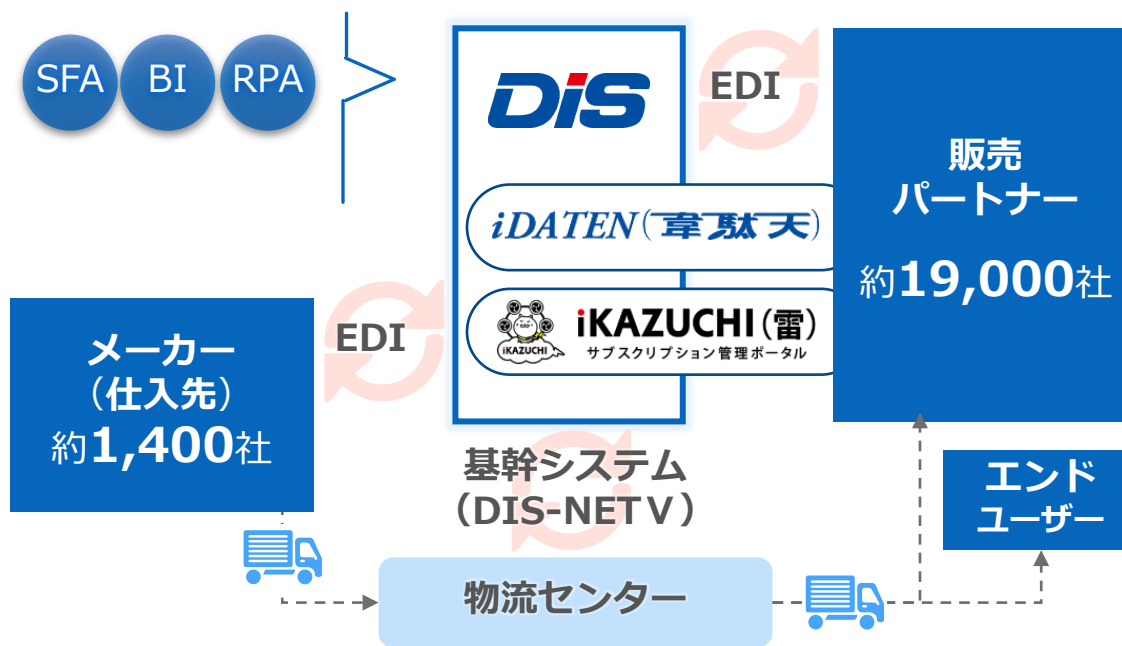 SFA
BI
RPA
DiS
EDI
iDATEN(韋駄天)
iKAZUCHI
iKAZUCHI(雷)
サブスクリプション管理ポータル
販売
パートナー
約19,000社
メーカー
（仕入先）
約1,400社
EDI
基幹システム
（DIS-NETⅤ）
エンド
ユーザー
物流センター